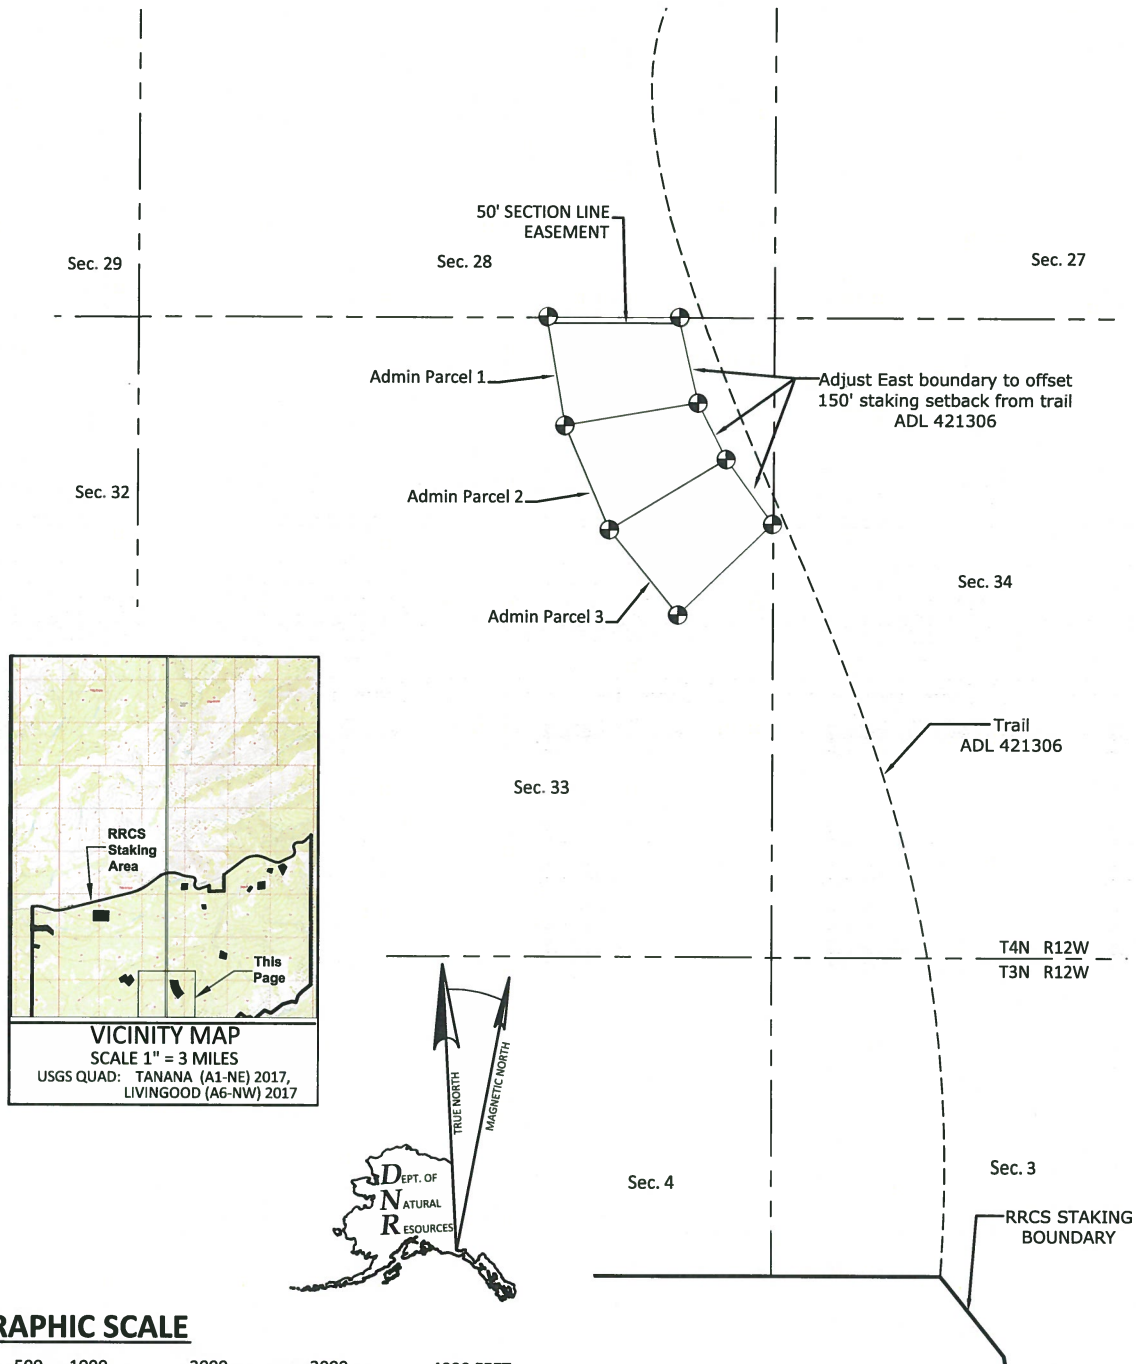 50' SECTION LINE
EASEMENT
Sec. 29
Sec. 28
Sec. 27
Admin Parcel 1
Adjust East boundary to offset
150' staking setback from trail
ADL 421306
Sec. 32
Admin Parcel 2
Sec. 34
Admin Parcel 3
Trail
ADL 421306
Sec. 33
RRCS
Staking
Area
This
Page
VICINITY MAP
SCALE 1" = 3 MILES
USGS QUAD: TANANA (A1-NE) 2017,
LIVINGOOD (A6-NW) 2017
T4N R12W
T3N R12W
TRUE NORTH
MAGNETIC NORTH
DEPT. OF
NATURAL
RESOURCES
Sec. 4
Sec. 3
RRCS STAKING
BOUNDARY
RAPHIC SCALE